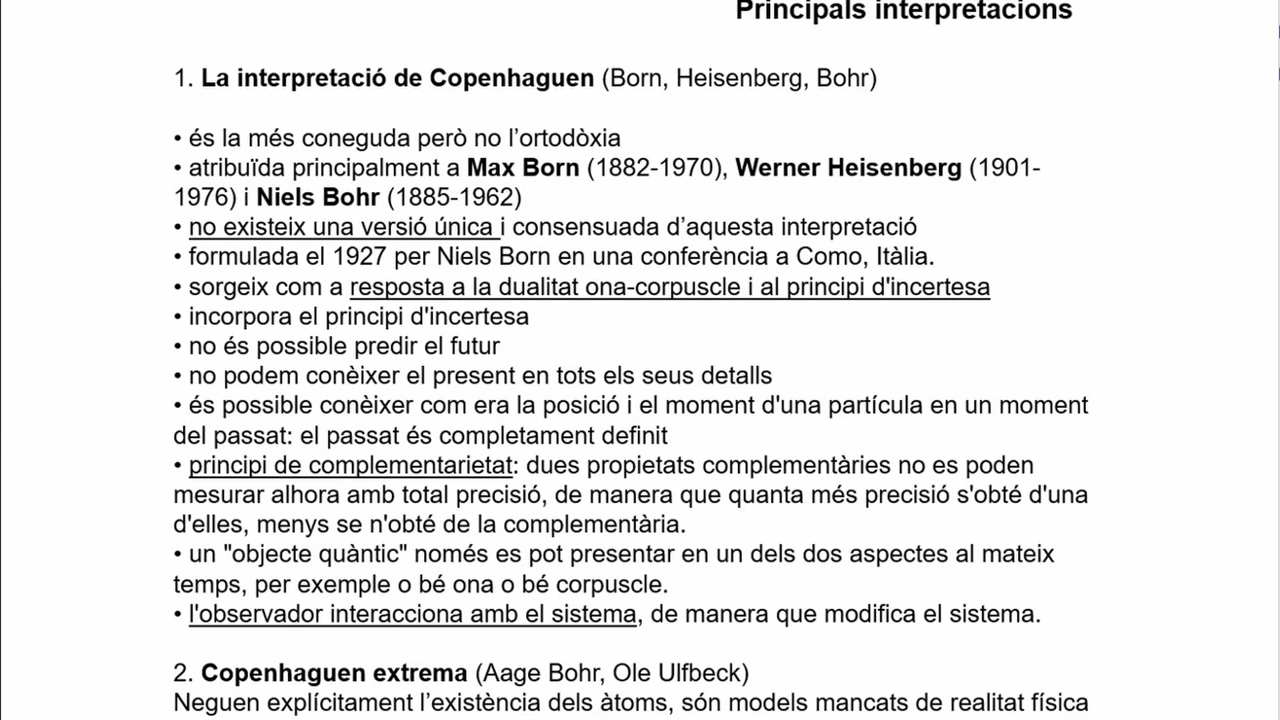 Principals interpretacions
1. La interpretació de Copenhaguen (Born, Heisenberg, Bohr)
• és la més coneguda però no l’ortodòxia
• atribuïda principalment a Max Born (1882-1970), Werner Heisenberg (1901-
1976) i Niels Bohr (1885-1962)
• no existeix una versió única i consensuada d’aquesta interpretació
• formulada el 1927 per Niels Born en una conferència a Como, Itàlia.
• sorgeix com a resposta a la dualitat ona-corpuscle i al principi d'incertesa
• incorpora el principi d'incertesa
• no és possible predir el futur
• no podem conèixer el present en tots els seus detalls
• és possible conèixer com era la posició i el moment d'una partícula en un moment
del passat: el passat és completament definit
• principi de complementarietat: dues propietats complementàries no es poden
mesurar alhora amb total precisió, de manera que quanta més precisió s'obté d'una
d'elles, menys se n'obté de la complementària.
• un "objecte quàntic" només es pot presentar en un dels dos aspectes al mateix
temps, per exemple o bé ona o bé corpuscle.
• l'observador interacciona amb el sistema, de manera que modifica el sistema.
2. Copenhaguen extrema (Aage Bohr, Ole Ulfbeck)
Neguen explícitament l’existència dels àtoms, són models mancats de realitat física